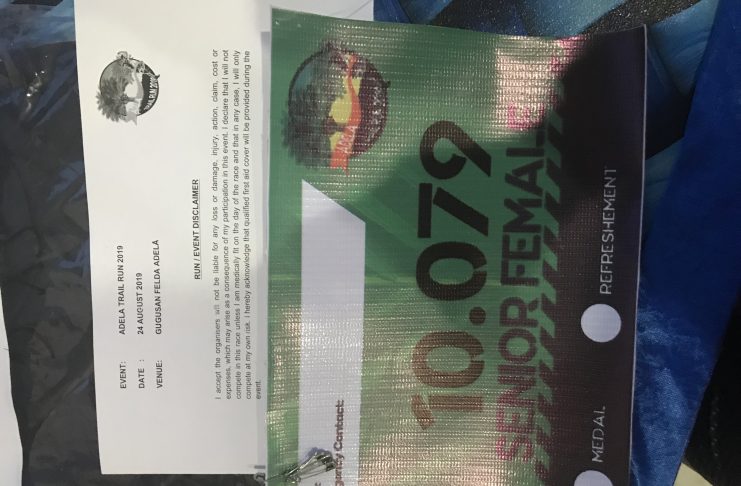 EVENT: ADELA TRAIL RUN 2019
DATE : 24 AUGUST 2019
VENUE: GUGUSAN FELDA ADELA
RUN / EVENT DISCLAIMER
I accept the organisers will not be liable for any loss or damage, injury, action, claim, cost or
expenses, which may arise as a consequence of my participation in this event. I declare that I will not
compete in this race unless I am medically fit on the day of the race and that in any case, I will only
compete at my own risk. I hereby acknowledge that qualified first aid cover will be provided during the
event.
Contact:
10.079
SENIOR FEMAL
MEDAL
REFRESHEMENT